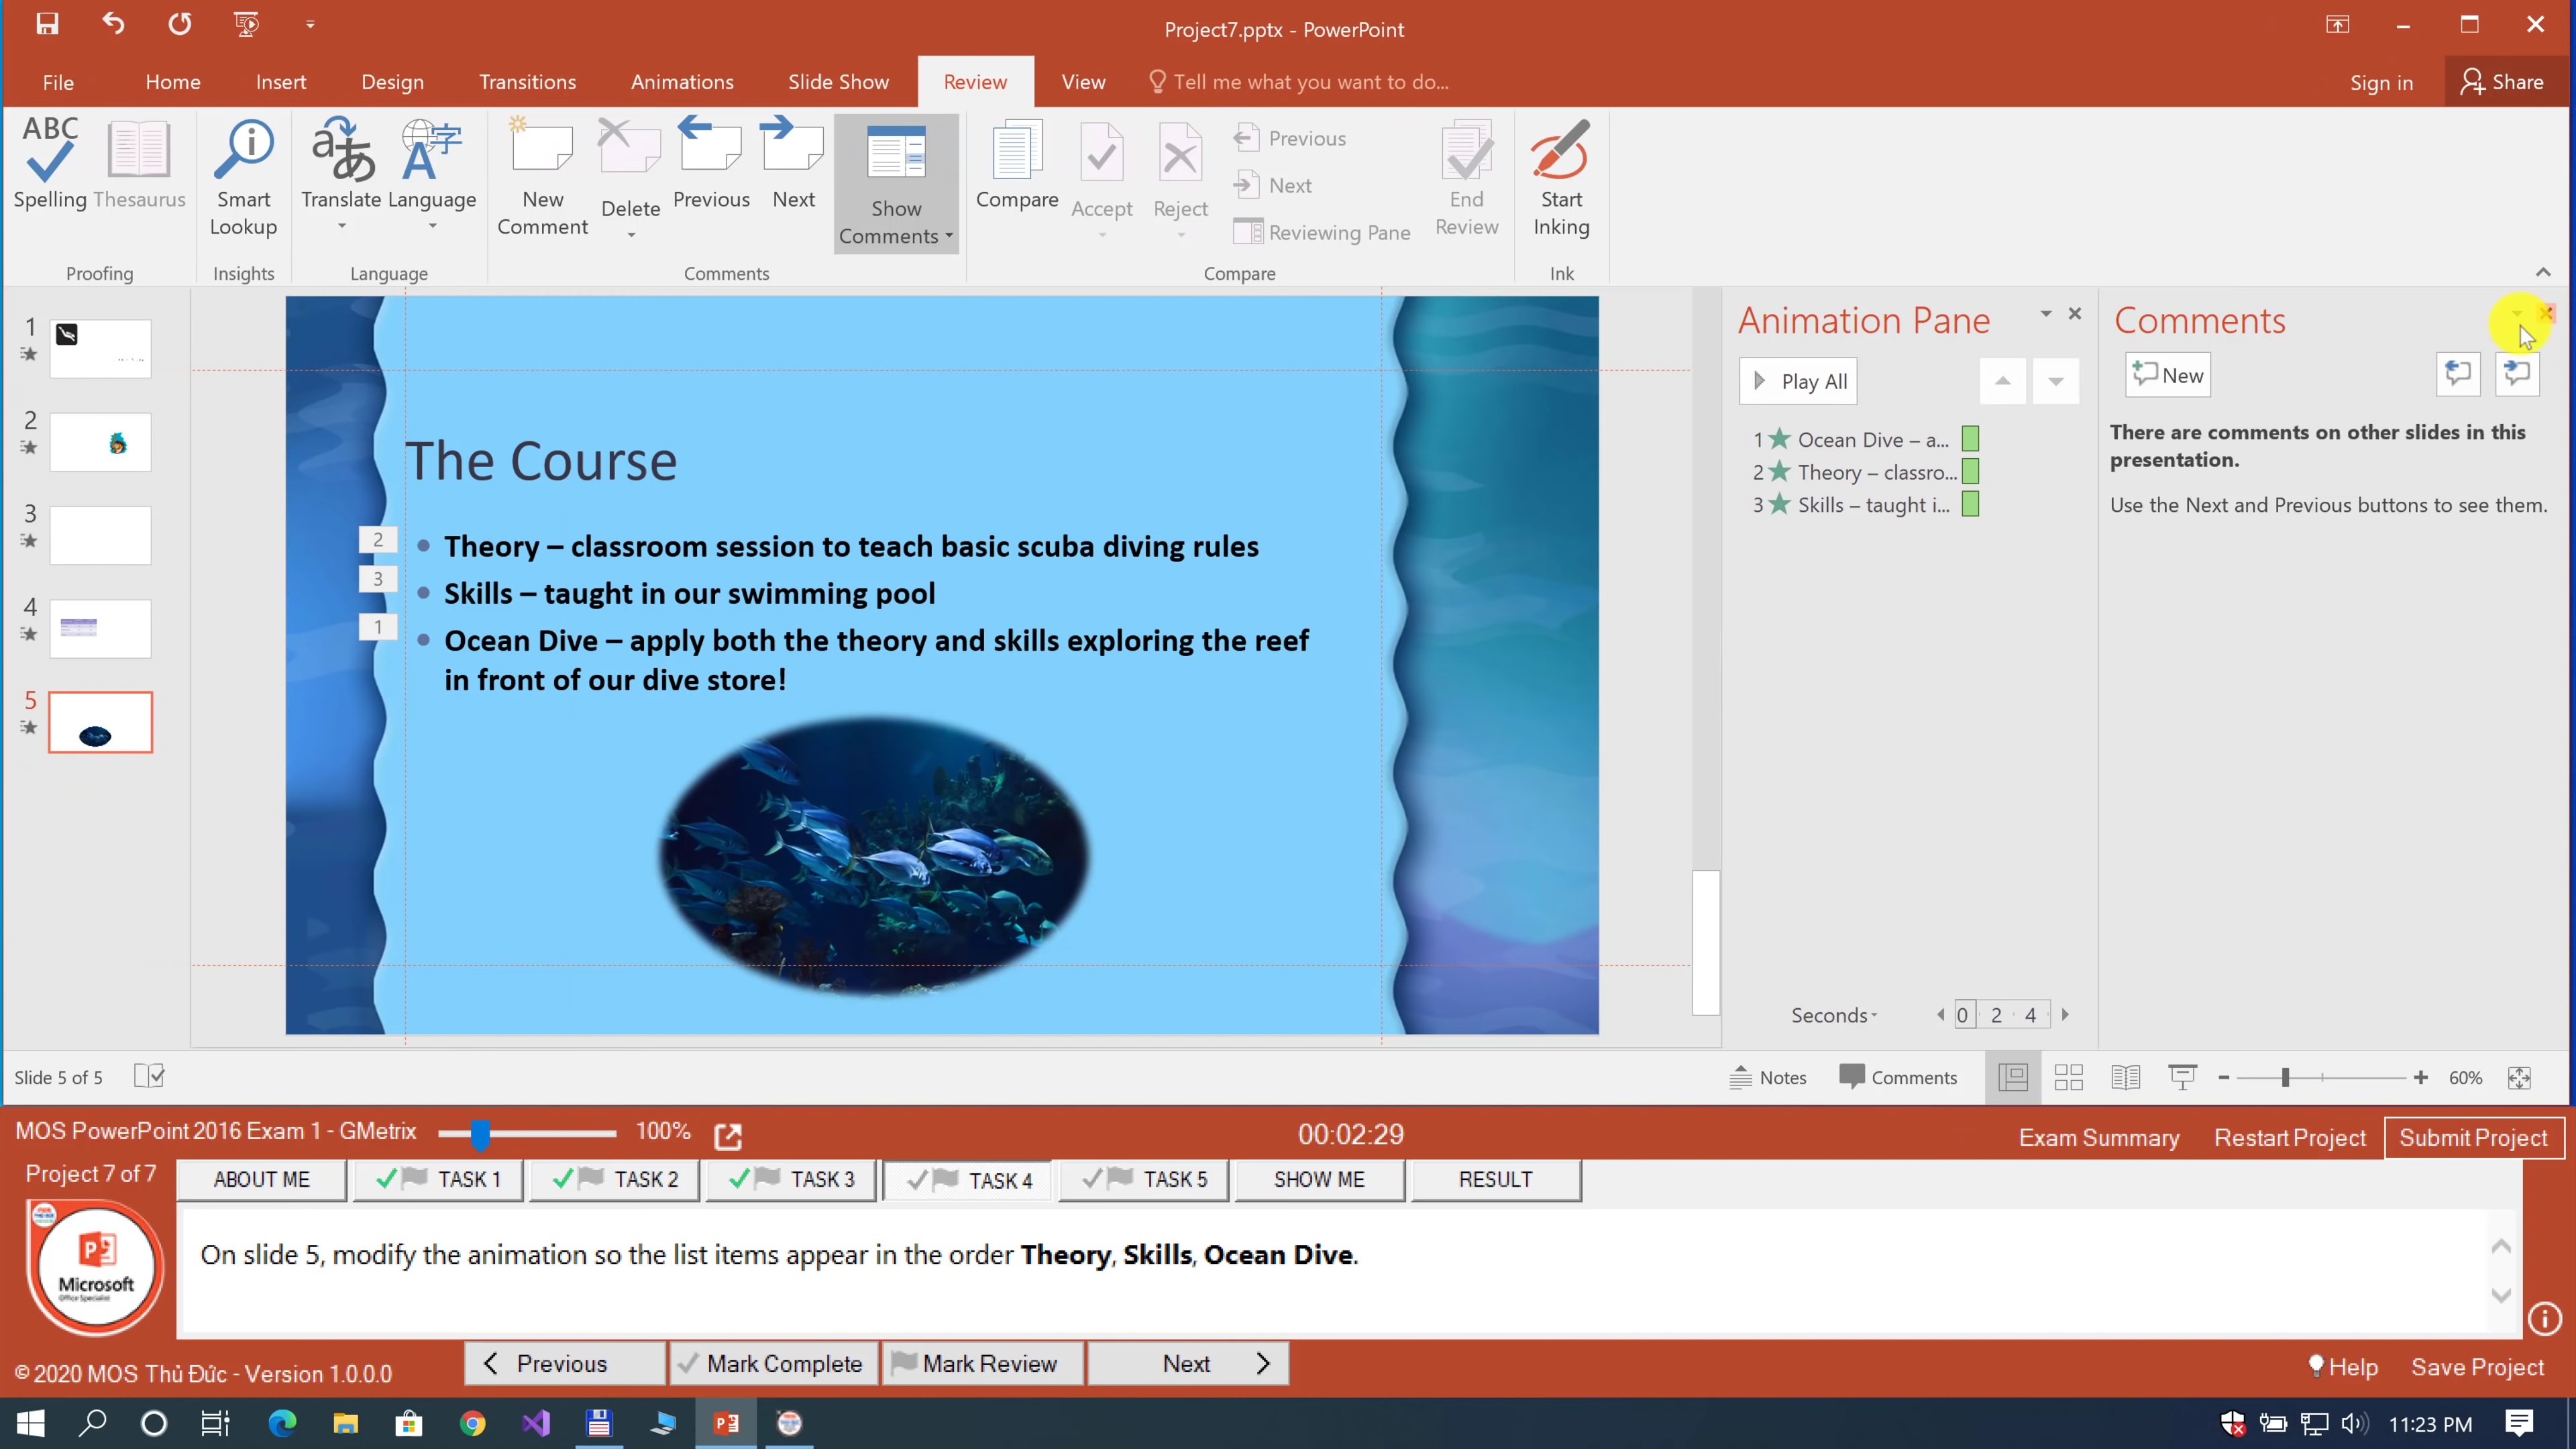 Project7.pptx - PowerPoint
File Home Insert Design Transitions Animations Slide Show Review View Tell me what you want to do... Sign in Share
ABC
Spelling Thesaurus
Smart Lookup
Translate Language
New Comment Delete Previous Next
Show Comments
Compare Accept Reject
Previous
Next
Reviewing Pane
End Review
Start Inking
Proofing Insights Language Comments Compare Ink
1
2
3
4
5
The Course
2 • Theory – classroom session to teach basic scuba diving rules
3 • Skills – taught in our swimming pool
1 • Ocean Dive – apply both the theory and skills exploring the reef
in front of our dive store!
Animation Pane
Play All
1 Ocean Dive – a...
2 Theory – classro...
3 Skills – taught i...
Seconds 0 2 4
Comments
New
There are comments on other slides in this
presentation.
Use the Next and Previous buttons to see them.
Slide 5 of 5
Notes Comments 60%
MOS PowerPoint 2016 Exam 1 - GMetrix 100% 00:02:29 Exam Summary Restart Project Submit Project
Project 7 of 7 ABOUT ME TASK 1 TASK 2 TASK 3 TASK 4 TASK 5 SHOW ME RESULT
Microsoft
Office Specialist
On slide 5, modify the animation so the list items appear in the order Theory, Skills, Ocean Dive.
Previous Mark Complete Mark Review Next
© 2020 MOS Thủ Đức - Version 1.0.0.0
Help Save Project
11:23 PM